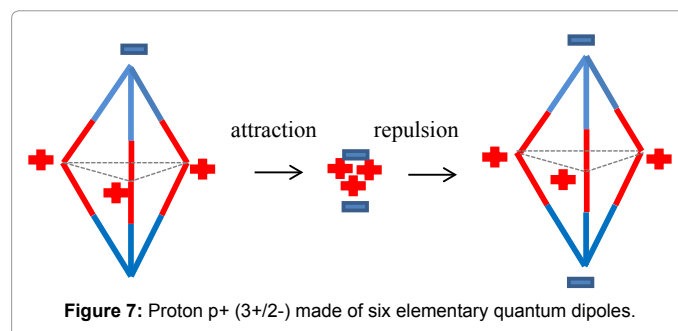 attraction
repulsion
Figure 7: Proton p+ (3+/2-) made of six elementary quantum dipoles.